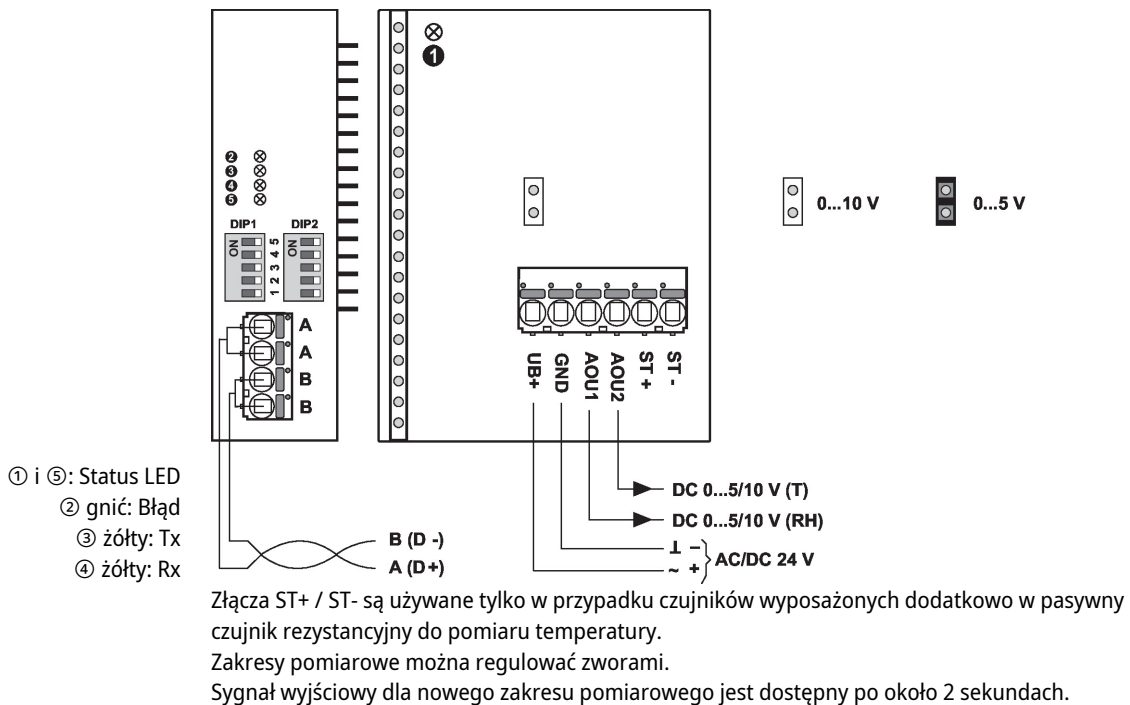 ❶
❷
❸
❹
❺
DIP1 DIP2
ON ON
1 2 3 4 5
A
A
B
B
0...10 V
0...5 V
UB+ GND AOU1 AOU2 ST + ST -
① i ⑤: Status LED
② gnić: Błąd
③ żółty: Tx
④ żółty: Rx
B (D -)
A (D+)
DC 0...5/10 V (T)
DC 0...5/10 V (RH)
⊥ –
~ +
AC/DC 24 V
Złącza ST+ / ST- są używane tylko w przypadku czujników wyposażonych dodatkowo w pasywny
czujnik rezystancyjny do pomiaru temperatury.
Zakresy pomiarowe można regulować zworami.
Sygnał wyjściowy dla nowego zakresu pomiarowego jest dostępny po około 2 sekundach.